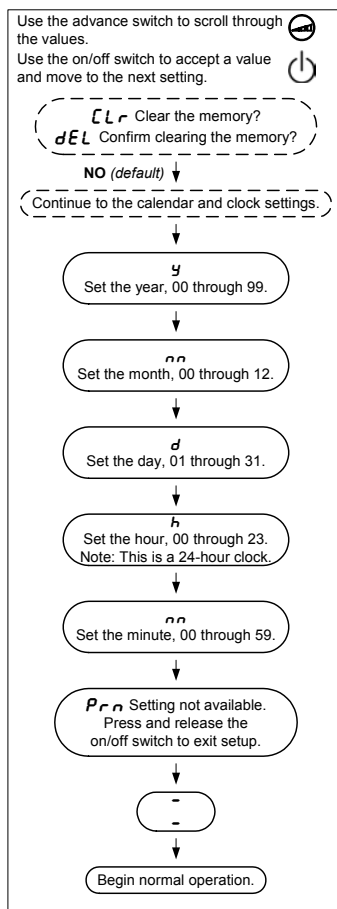 Use the advance switch to scroll through
the values.
Use the on/off switch to accept a value
and move to the next setting.
CLr Clear the memory?
dEL Confirm clearing the memory?
NO (default)
Continue to the calendar and clock settings.
y
Set the year, 00 through 99.
nn
Set the month, 00 through 12.
d
Set the day, 01 through 31.
h
Set the hour, 00 through 23.
Note: This is a 24-hour clock.
nn
Set the minute, 00 through 59.
Prn Setting not available.
Press and release the
on/off switch to exit setup.
-
-
Begin normal operation.